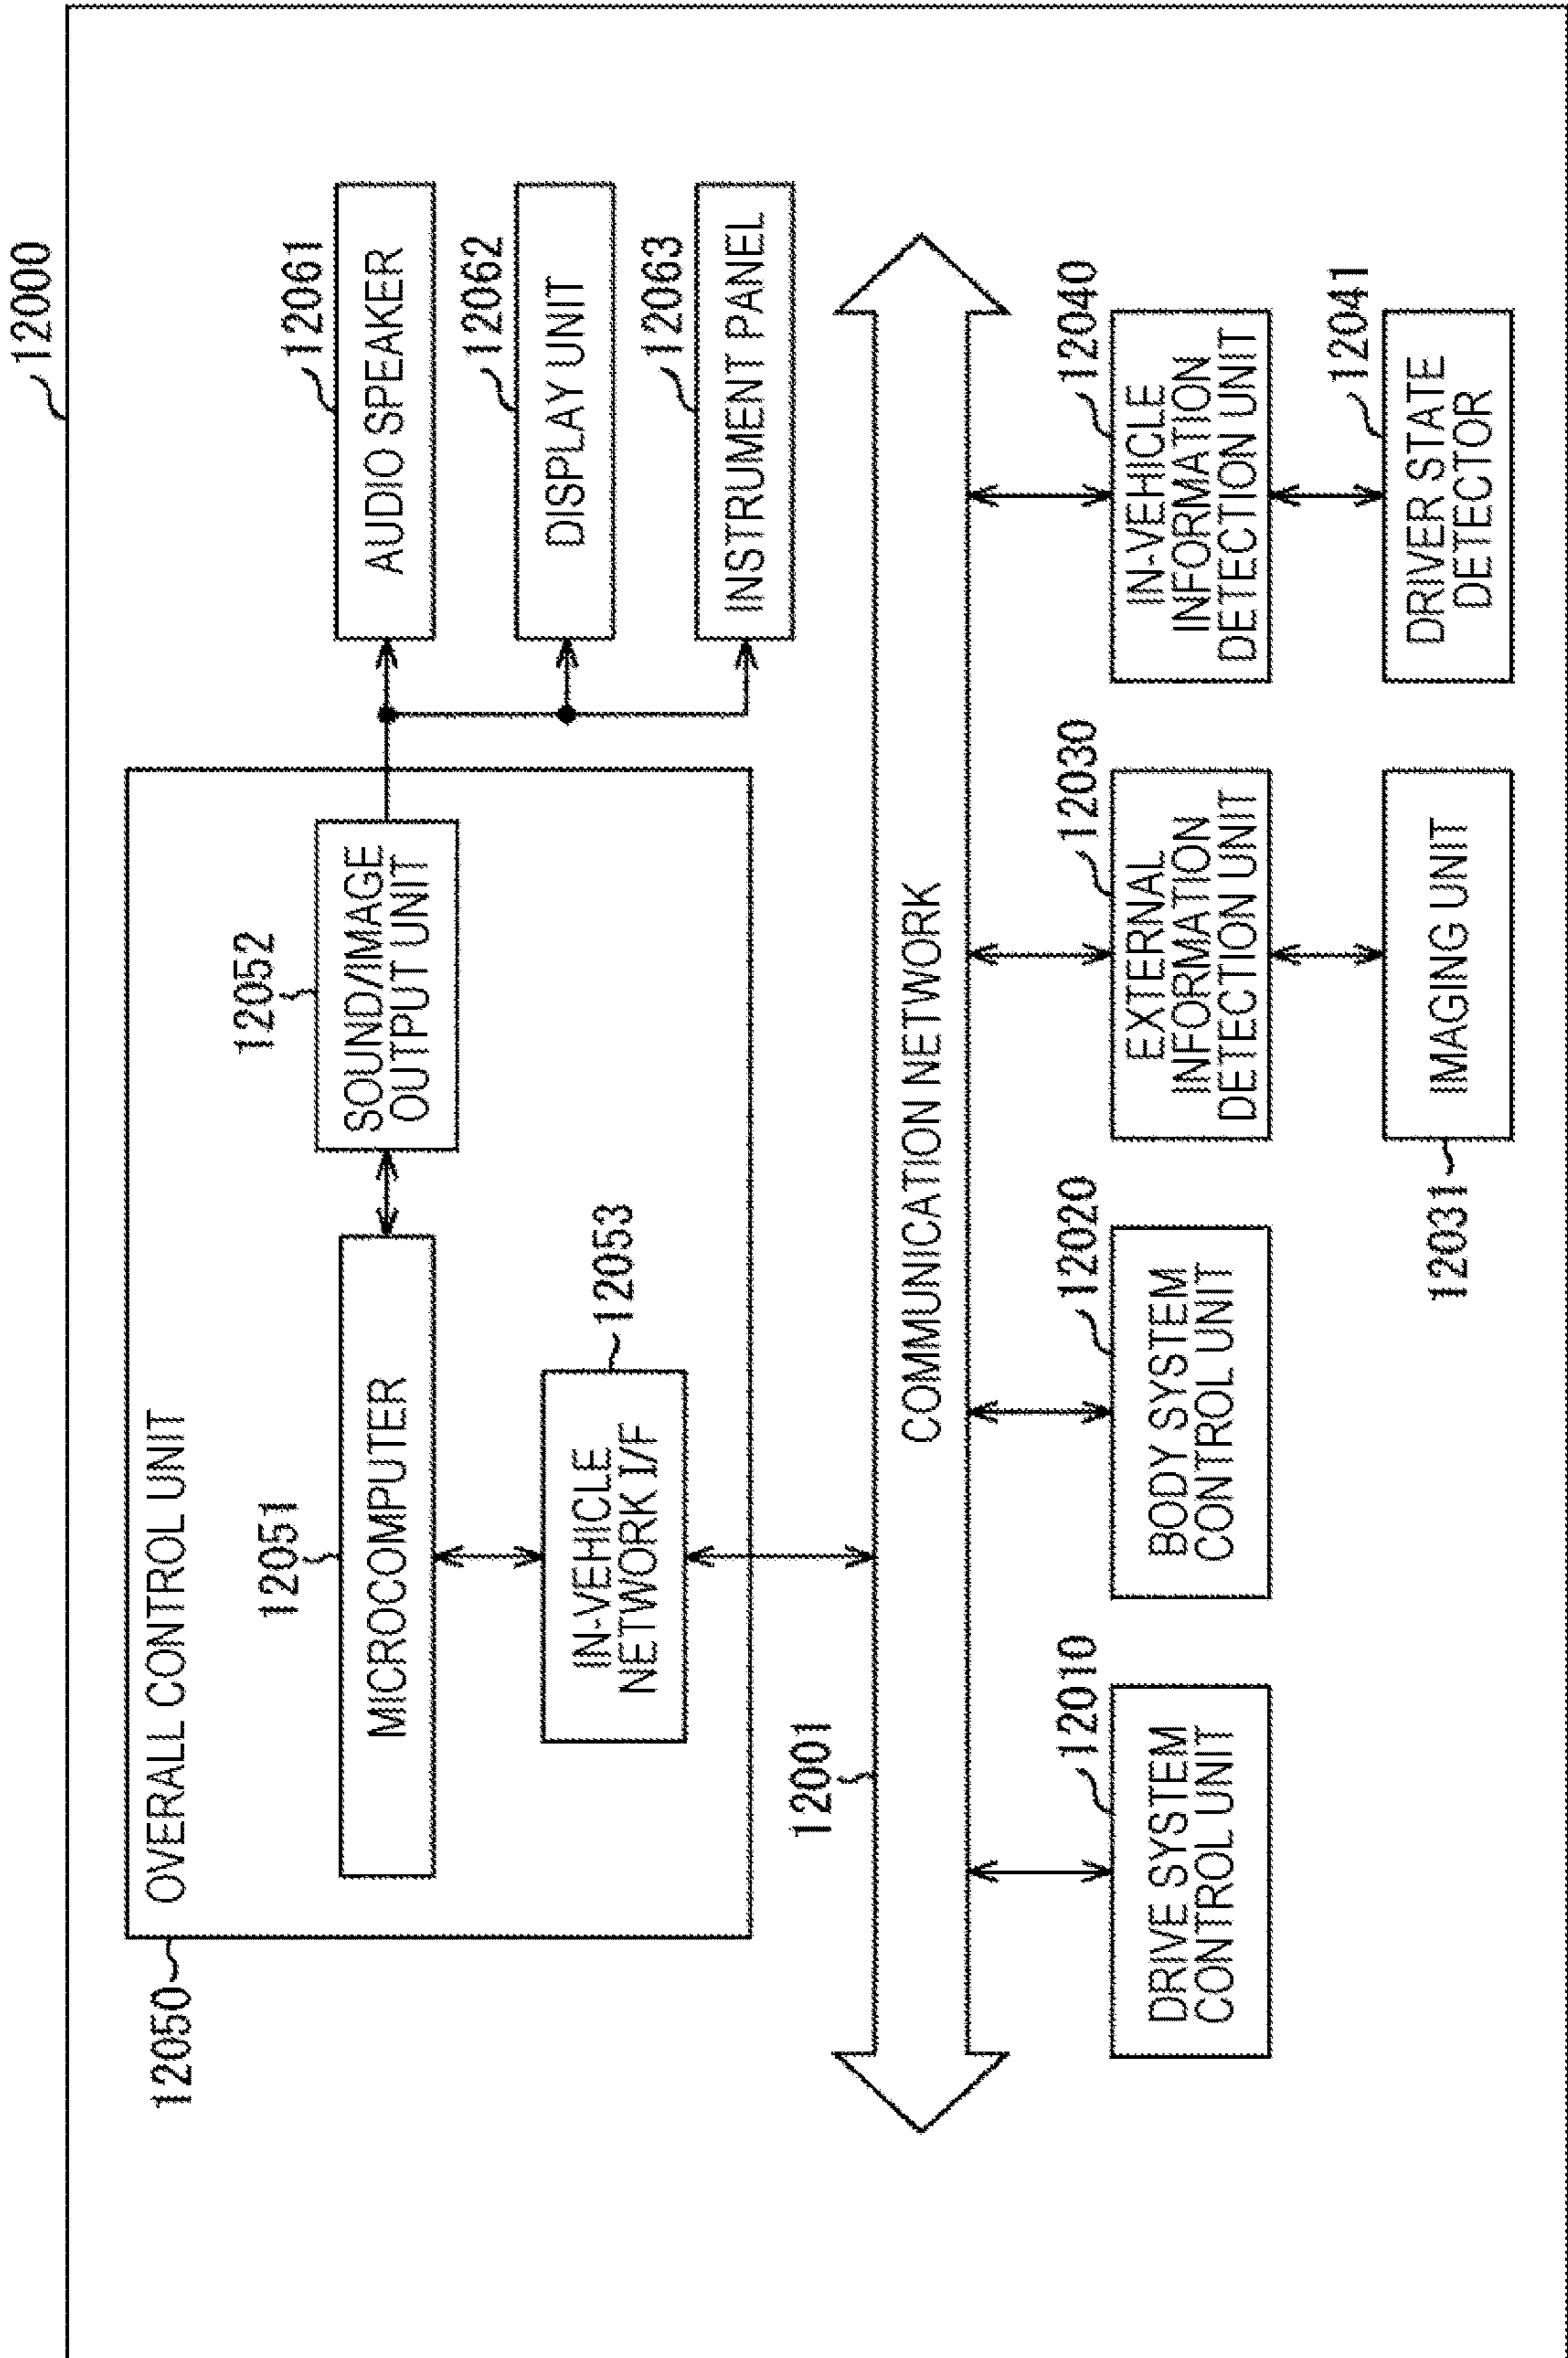 12000
12050
OVERALL CONTROL UNIT
12051
MICROCOMPUTER
12052
SOUND/IMAGE
OUTPUT UNIT
12053
IN-VEHICLE
NETWORK I/F
12061
AUDIO SPEAKER
12062
DISPLAY UNIT
12063
INSTRUMENT PANEL
12001
COMMUNICATION NETWORK
12010
DRIVE SYSTEM
CONTROL UNIT
12020
BODY SYSTEM
CONTROL UNIT
12030
EXTERNAL
INFORMATION
DETECTION UNIT
12040
IN-VEHICLE
INFORMATION
DETECTION UNIT
12031
IMAGING UNIT
12041
DRIVER STATE
DETECTOR